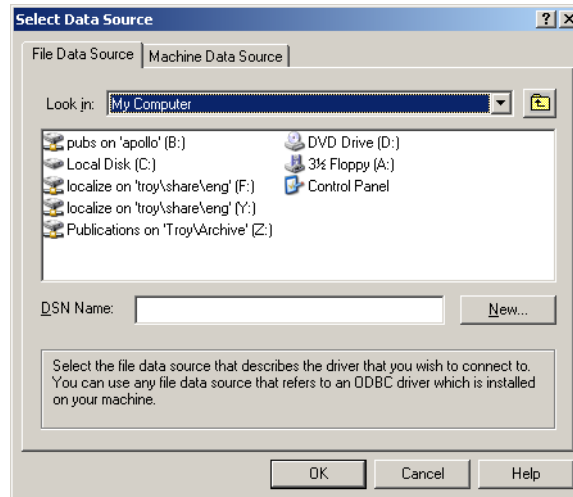 Select Data Source
File Data Source
Machine Data Source
Look in:
My Computer
pubs on 'apollo' (B:)
Local Disk (C:)
localize on 'troy\share\eng' (F:)
localize on 'troy\share\eng' (Y:)
Publications on 'Troy\Archive' (Z:)
DVD Drive (D:)
3½ Floppy (A:)
Control Panel
DSN Name:
New...
Select the file data source that describes the driver that you wish to connect to.
You can use any file data source that refers to an ODBC driver which is installed
on your machine.
OK
Cancel
Help